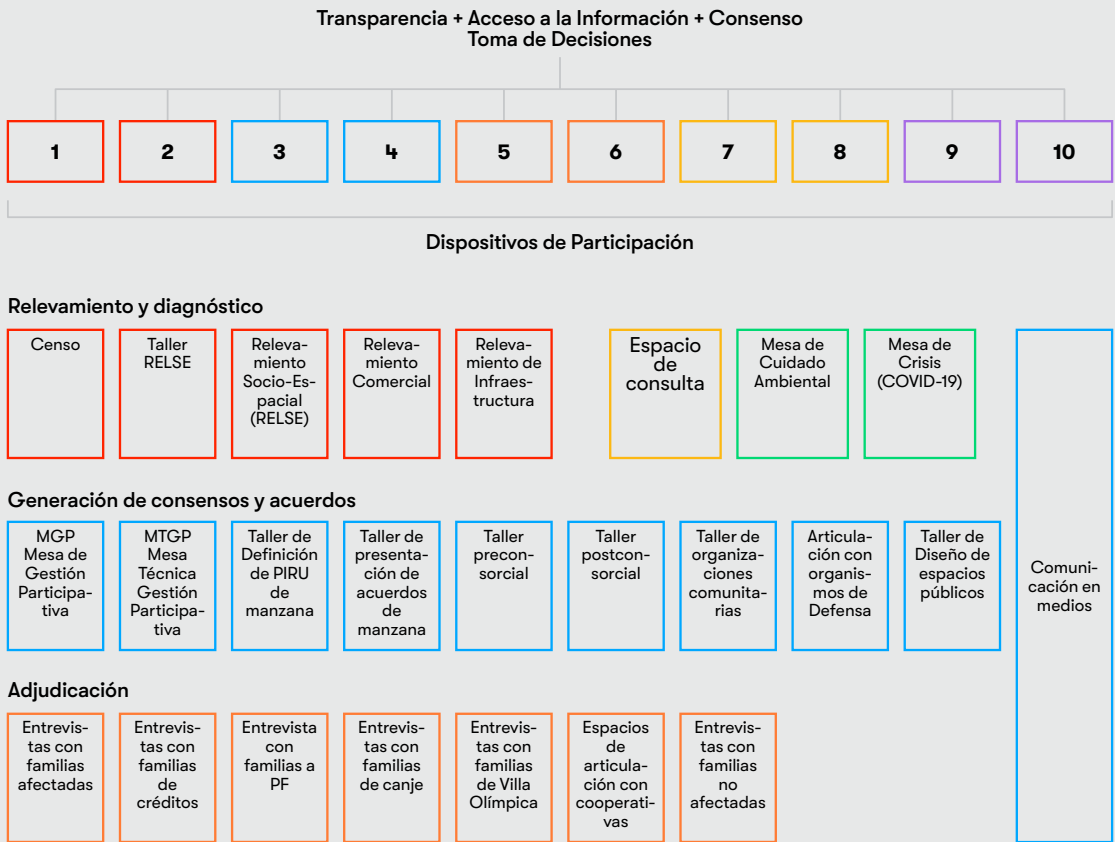 Transparencia + Acceso a la Información + Consenso
Toma de Decisiones
1
2
3
4
5
6
7
8
9
10
Dispositivos de Participación
Relevamiento y diagnóstico
Censo
Taller
RELSE
Releva-
miento
Socio-Es-
pacial
(RELSE)
Releva-
miento
Comercial
Releva-
miento de
Infraes-
tructura
Espacio
de
consulta
Mesa de
Cuidado
Ambiental
Mesa de
Crisis
(COVID-19)
Generación de consensos y acuerdos
MGP
Mesa de
Gestión
Participa-
tiva
MTGP
Mesa
Técnica
Gestión
Participa-
tiva
Taller de
Definición
de PIRU
de
manzana
Taller de
presenta-
ción de
acuerdos
de
manzana
Taller
precon-
sorcial
Taller
postcon-
sorcial
Taller de
organiza-
ciones
comunita-
rias
Articula-
ción con
organis-
mos de
Defensa
Taller de
Diseño de
espacios
públicos
Comuni-
cación en
medios
Adjudicación
Entrevis-
tas con
familias
afectadas
Entrevis-
tas con
familias
de
créditos
Entrevista
con
familias a
PF
Entrevis-
tas con
familias
de canje
Entrevis-
tas con
familias
de Villa
Olímpica
Espacios
de
articula-
ción con
cooperati-
vas
Entrevis-
tas con
familias
no
afectadas